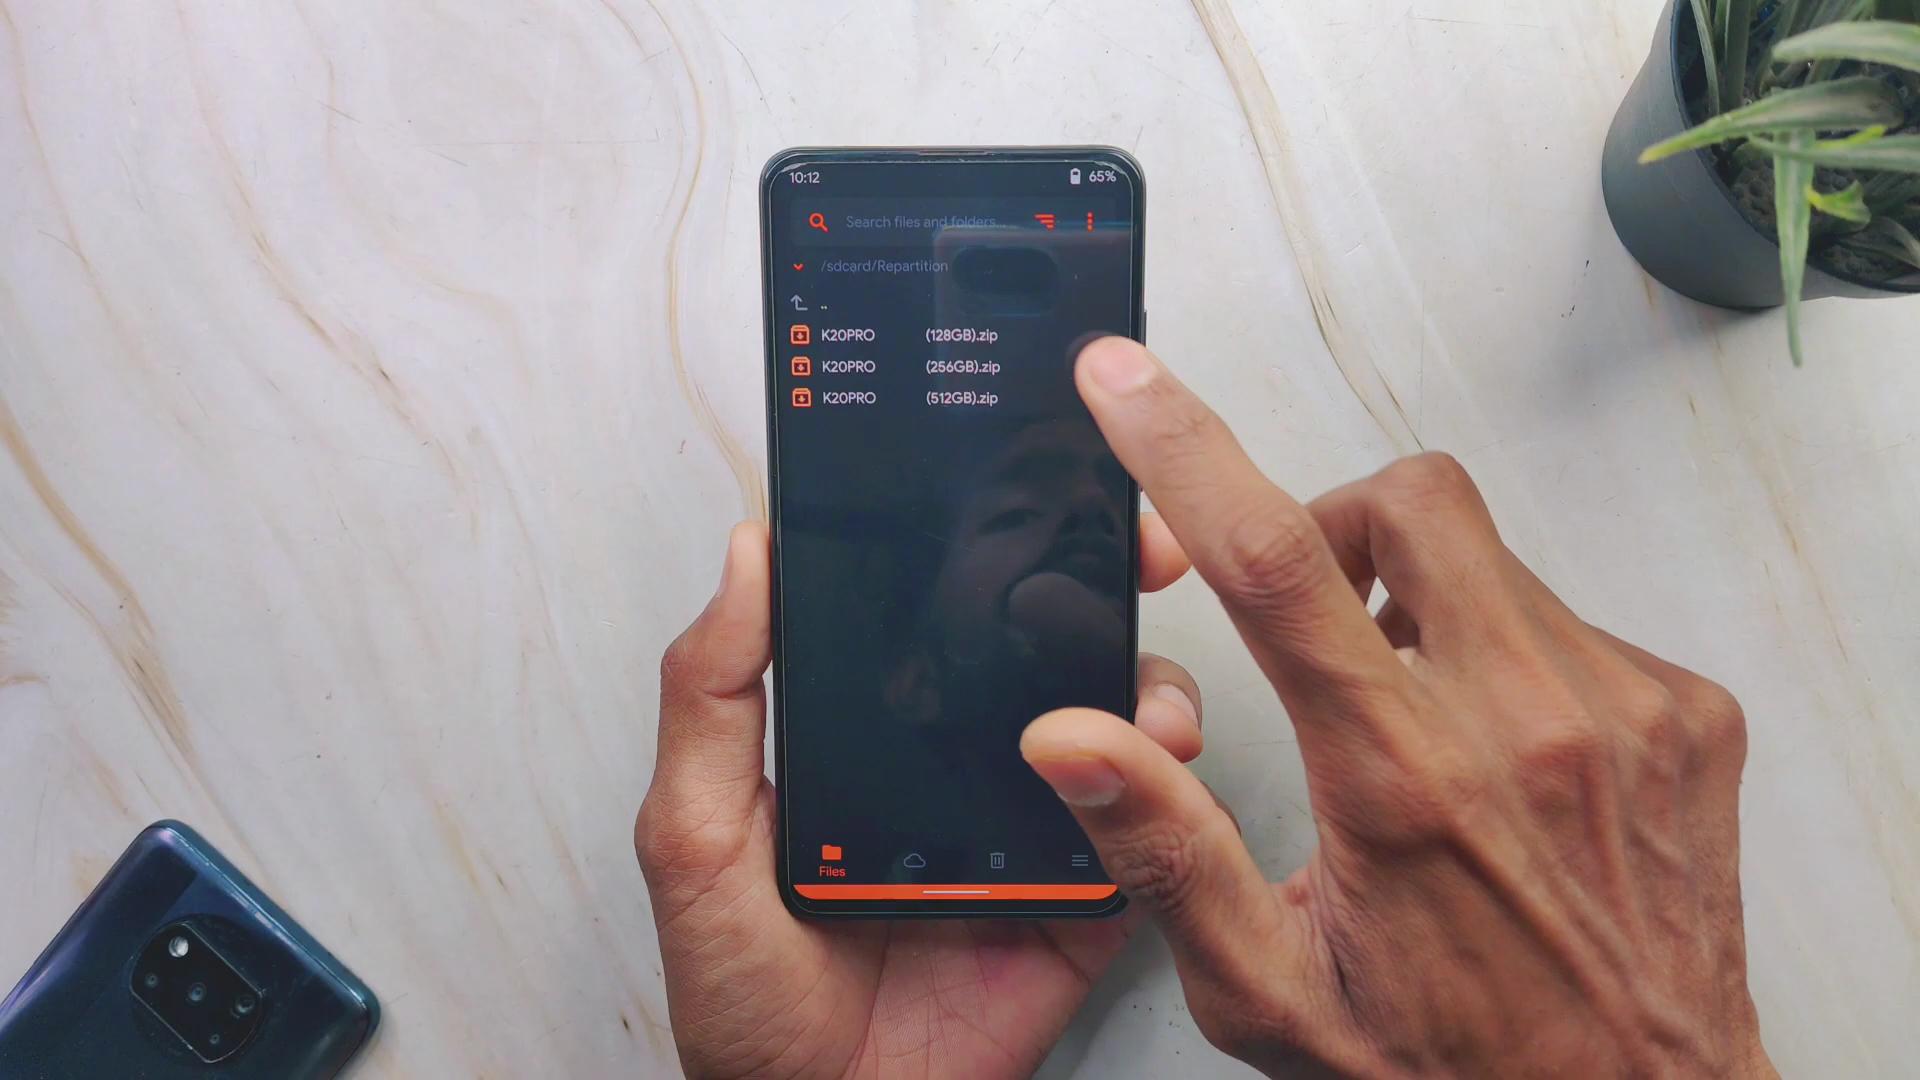 10:12 65%
Search files and folders...
/sdcard/Repartition
..
K20PRO (128GB).zip
K20PRO (256GB).zip
K20PRO (512GB).zip
Files